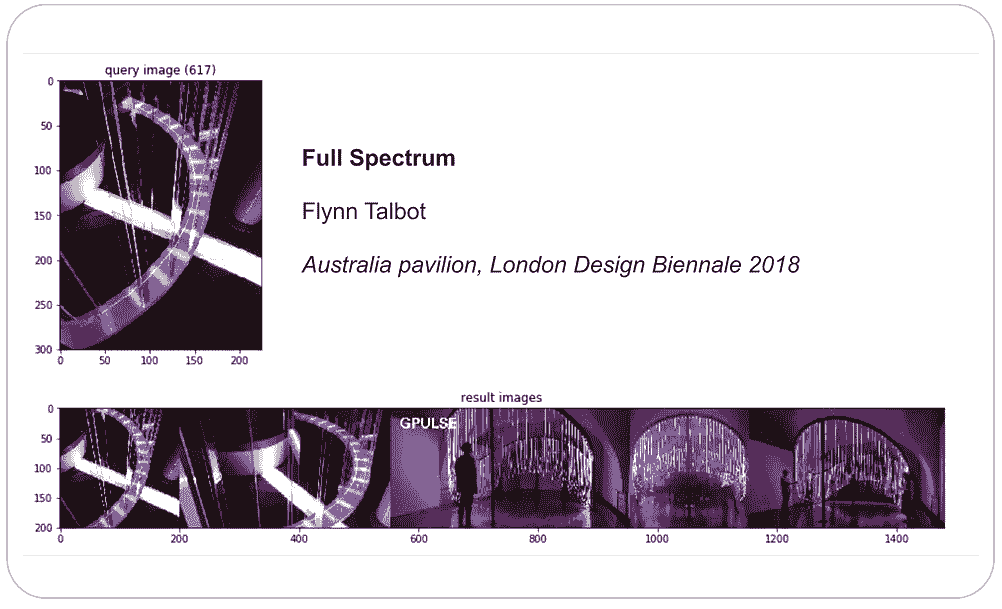 query image (617)
0
50
100
150
200
250
300
0 50 100 150 200
Full Spectrum
Flynn Talbot
Australia pavilion, London Design Biennale 2018
result images
GPULSE
0
50
100
150
200
0 200 400 600 800 1000 1200 1400